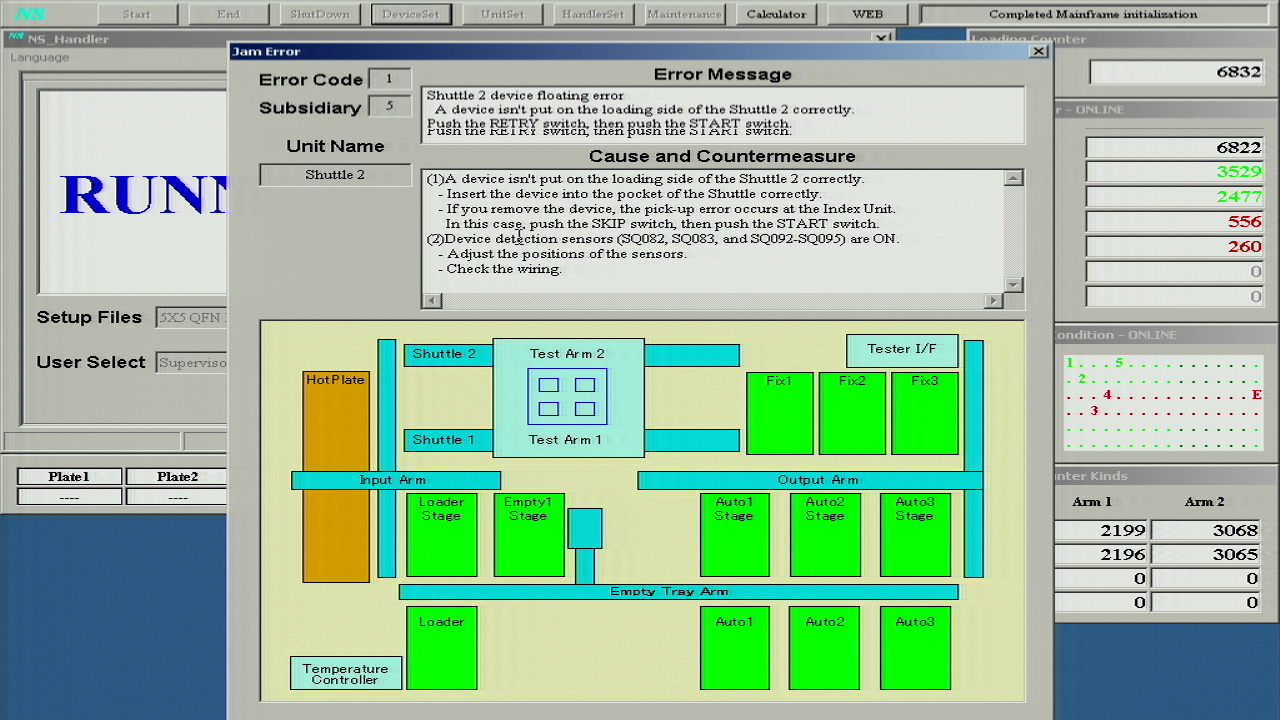 NS Start End ShutDown DeviceSet UnitSet HandlerSet Maintenance Calculator WEB Completed Mainframe initialization
NS NS_Handler
Language
Jam Error
Error Code 1
Subsidiary 5
Unit Name
Shuttle 2
Error Message
Shuttle 2 device floating error
A device isn't put on the loading side of the Shuttle 2 correctly.
Push the RETRY switch, then push the START switch.
Push the RETRY switch, then push the START switch.
Cause and Countermeasure
(1)A device isn't put on the loading side of the Shuttle 2 correctly.
- Insert the device into the pocket of the Shuttle correctly.
- If you remove the device, the pick-up error occurs at the Index Unit.
In this case, push the SKIP switch, then push the START switch.
(2)Device detection sensors (SQ082, SQ083, and SQ092-SQ095) are ON.
- Adjust the positions of the sensors.
- Check the wiring.
RUNN
Setup Files 5X5 QFN
User Select Superviso
Plate1 Plate2
---- ----
Shuttle 2 Test Arm 2 Tester I/F
HotPlate Fix1 Fix2 Fix3
Shuttle 1 Test Arm 1
Input Arm Output Arm
Loader Stage
Empty1 Stage
Auto1 Stage
Auto2 Stage
Auto3 Stage
Empty Tray Arm
Loader Auto1 Auto2 Auto3
Temperature Controller
Loading Counter
6832
r - ONLINE
6822
3529
2477
556
260
0
0
ondition - ONLINE
1 . . . 5 . . . . . . . . . . .
. 2 . . . . . . . . . . . . . .
. . . 4 . . . . . . . . . . . E
. . 3 . . . . . . . . . . . . .
. . . . . . . . . . . . . . . .
. . . . . . . . . . . . . . . .
nter Kinds
Arm 1 Arm 2
2199 3068
2196 3065
0 0
0 0